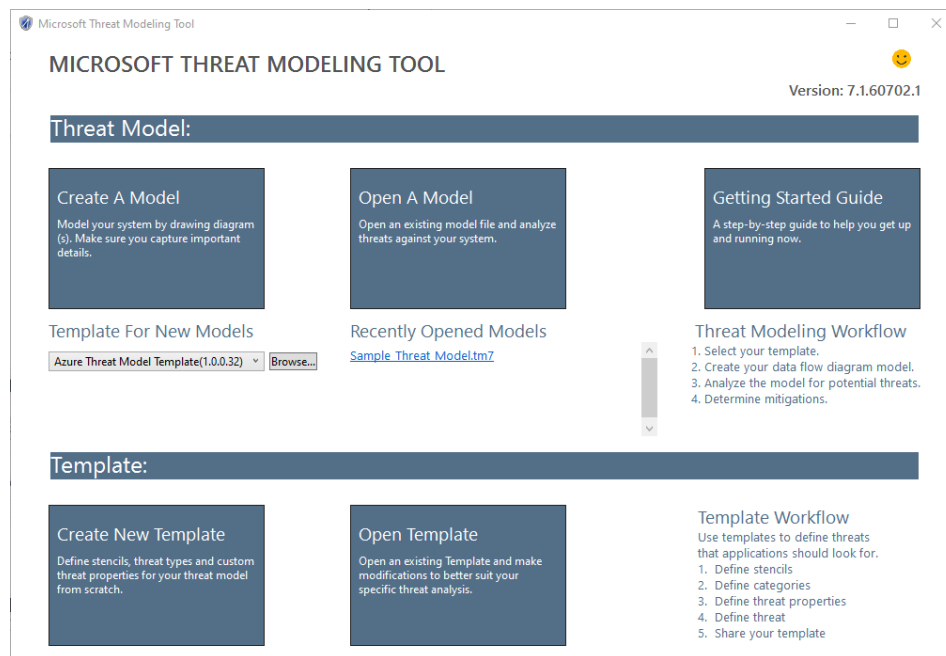 Microsoft Threat Modeling Tool
MICROSOFT THREAT MODELING TOOL
Version: 7.1.60702.1
Threat Model:
Create A Model
Model your system by drawing diagram
(s). Make sure you capture important
details.
Open A Model
Open an existing model file and analyze
threats against your system.
Getting Started Guide
A step-by-step guide to help you get up
and running now.
Template For New Models
Azure Threat Model Template(1.0.0.32)
Browse...
Recently Opened Models
Sample Threat Model.tm7
Threat Modeling Workflow
1. Select your template.
2. Create your data flow diagram model.
3. Analyze the model for potential threats.
4. Determine mitigations.
Template:
Create New Template
Define stencils, threat types and custom
threat properties for your threat model
from scratch.
Open Template
Open an existing Template and make
modifications to better suit your
specific threat analysis.
Template Workflow
Use templates to define threats
that applications should look for.
1. Define stencils
2. Define categories
3. Define threat properties
4. Define threat
5. Share your template